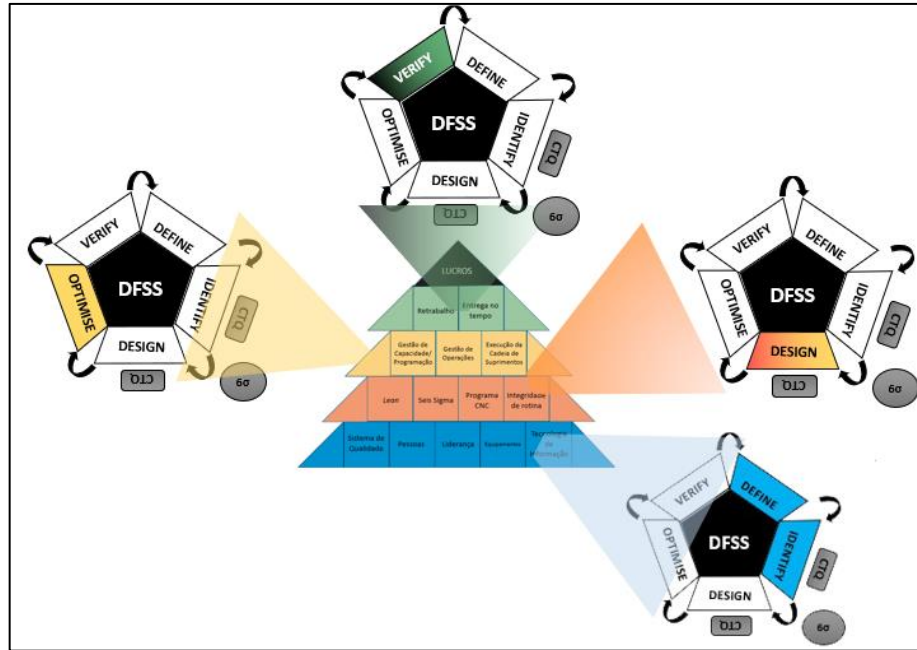 VERIFY
DEFINE
OPTIMISE
DFSS
IDENTIFY
CTQ
DESIGN
CTQ
6σ
VERIFY
DEFINE
OPTIMISE
DFSS
IDENTIFY
CTQ
DESIGN
CTQ
6σ
VERIFY
DEFINE
OPTIMISE
DFSS
IDENTIFY
CTQ
DESIGN
CTQ
6σ
LUCROS
Retrabalho
Entrega no
tempo
Gestão de
Capacidade/
Programação
Gestão de
Operações
Execução da
Cadeia de
Suprimentos
Lean
Seis Sigma
Programa
CNC
Integridade
de rotina
Sistema de
Qualidade
Pessoas
Liderança
Equipamentos
Tecnologia
de
Informação
VERIFY
DEFINE
OPTIMISE
DFSS
IDENTIFY
CTQ
DESIGN
CTQ
6σ